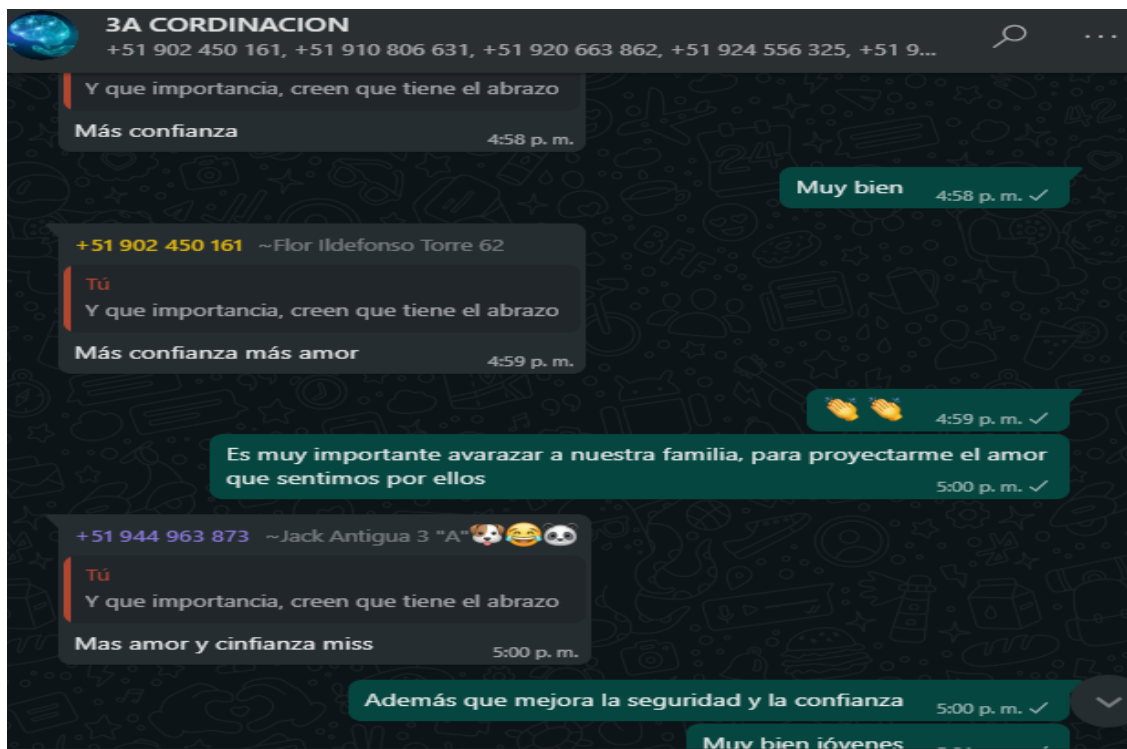 3A CORDINACION
+51 902 450 161, +51 910 806 631, +51 920 663 862, +51 924 556 325, +51 9...
Y que importancia, creen que tiene el abrazo
Más confianza
4:58 p. m.
Muy bien
4:58 p. m.
+51 902 450 161 ~Flor Ildefonso Torre 62
Tú
Y que importancia, creen que tiene el abrazo
Más confianza más amor
4:59 p. m.
👏 👏
4:59 p. m.
Es muy importante avarazar a nuestra familia, para proyectarme el amor
que sentimos por ellos
5:00 p. m.
+51 944 963 873 ~Jack Antigua 3 "A"🐶😂🐼
Tú
Y que importancia, creen que tiene el abrazo
Mas amor y cinfianza miss
5:00 p. m.
Además que mejora la seguridad y la confianza
5:00 p. m.
Muy bien jóvenes